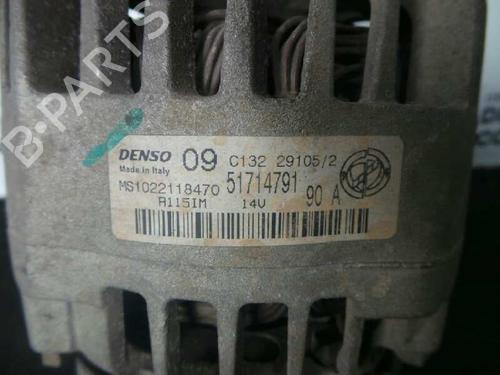 B-PARTS
DENSO 09 C132 29105/2
Made in Italy
MS1022118470 51714791
A115IM 14V 90 A